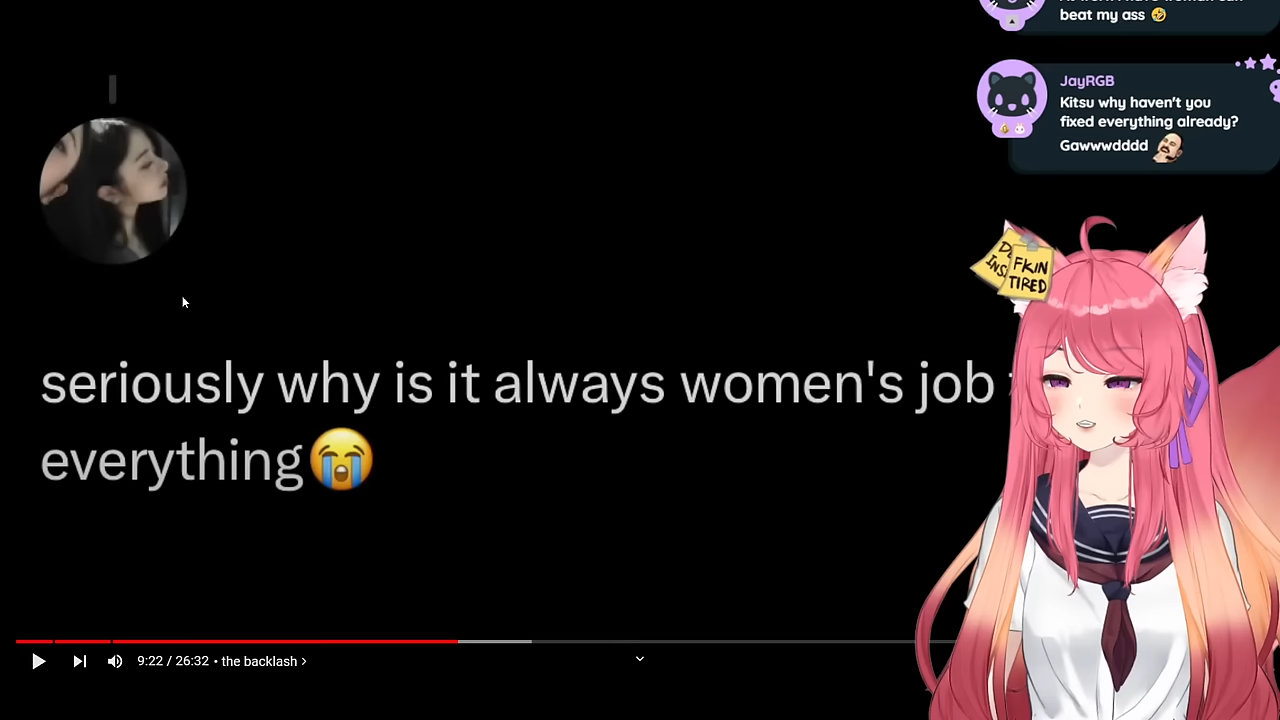 beat my ass 🤣
JayRGB
Kitsu why haven't you
fixed everything already?
Gawwwdddd
FKIN
TIRED
seriously why is it always women's job
everything😭
9:22 / 26:32 • the backlash ›